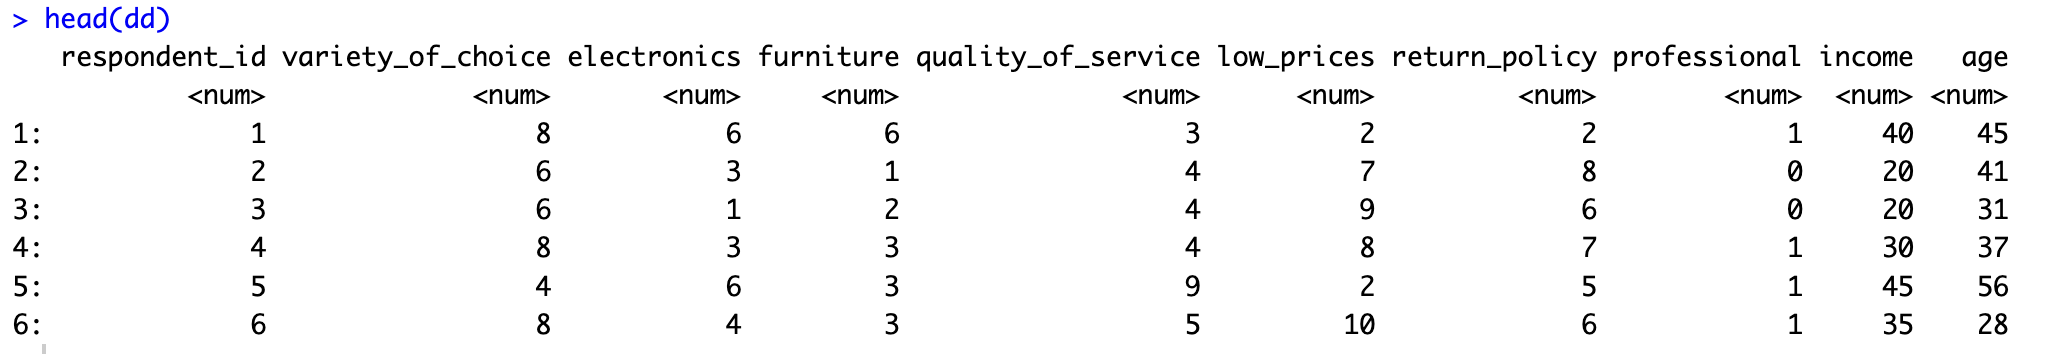 > head(dd)
   respondent_id variety_of_choice electronics furniture quality_of_service low_prices return_policy professional income   age
           <num>             <num>       <num>     <num>              <num>      <num>         <num>        <num>  <num> <num>
1:             1                 8           6         6                  3          2             2            1     40    45
2:             2                 6           3         1                  4          7             8            0     20    41
3:             3                 6           1         2                  4          9             6            0     20    31
4:             4                 8           3         3                  4          8             7            1     30    37
5:             5                 4           6         3                  9          2             5            1     45    56
6:             6                 8           4         3                  5         10             6            1     35    28